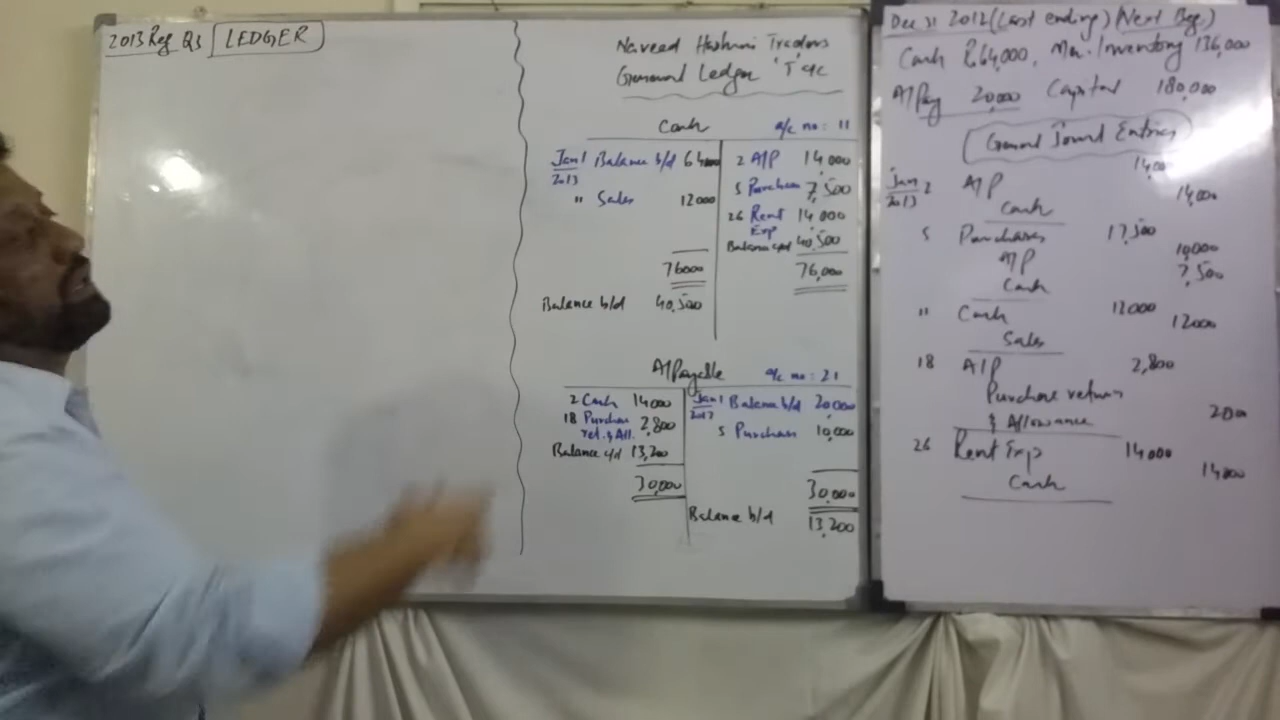 2013 Reg Q3 LEDGER
Naveed Hashmi Traders
General Ledger 'T' a/c
Cash a/c no: 11
Jan 1 Balance b/d 64000 2 A/P 14,000
2013
" Sales 12000 5 Purchases 7,500
26 Rent 14,000
Exp
Balance c/d 40,500
76000 76,000
Balance b/d 40,500
A/Payable a/c no: 21
2 Cash 14000 Jan 1 Balance b/d 20,000
2013
18 Purchase 2,800 5 Purchases 10,000
ret. & All.
Balance c/d 13,200
30,000 30,000
Balance b/d 13,200
Dec 31 2012 (Last ending) (Next Beg.)
Cash 64,000, Mer. Inventory 136,000
A/Pay 20,000 Capital 180,000
General Journal Entries
Jan 2 A/P 14,000
2013
Cash 14,000
5 Purchases 17,500
A/P 10,000
Cash 7,500
" Cash 12000
Sales 12000
18 A/P 2,800
Purchase return
& Allowance
26 Rent Exp 14,000
Cash 14,000